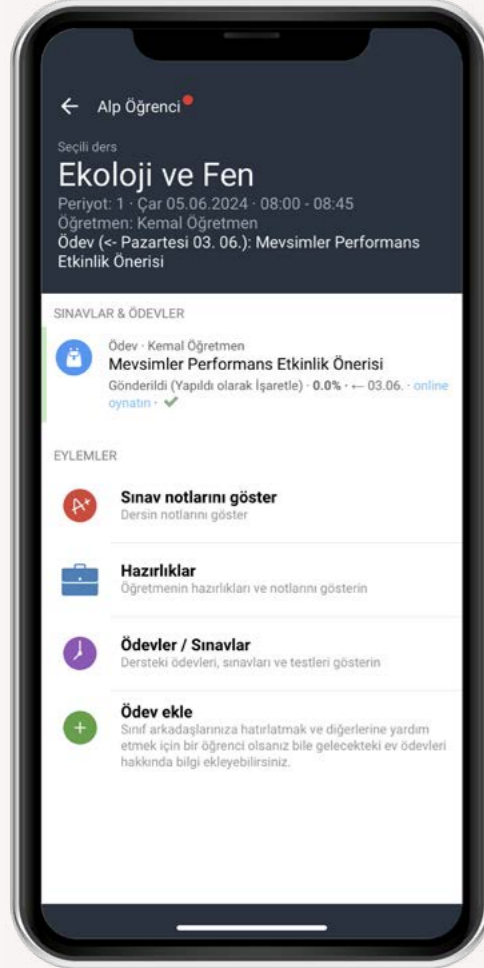 ← Alp Öğrenci
Seçili ders
Ekoloji ve Fen
Periyot: 1 · Çar 05.06.2024 · 08:00 - 08:45
Öğretmen: Kemal Öğretmen
Ödev (<- Pazartesi 03. 06.): Mevsimler Performans
Etkinlik Önerisi
SINAVLAR & ÖDEVLER
Ödev · Kemal Öğretmen
Mevsimler Performans Etkinlik Önerisi
Gönderildi (Yapıldı olarak İşaretle) · 0.0% · ← 03.06. · online
oynatın · ✔
EYLEMLER
A+
Sınav notlarını göster
Dersin notlarını göster
Hazırlıklar
Öğretmenin hazırlıkları ve notlarını gösterin
Ödevler / Sınavlar
Dersteki ödevleri, sınavları ve testleri gösterin
Ödev ekle
Sınıf arkadaşlarınıza hatırlatmak ve diğerlerine yardım
etmek için bir öğrenci olsanız bile gelecekteki ev ödevleri
hakkında bilgi ekleyebilirsiniz.